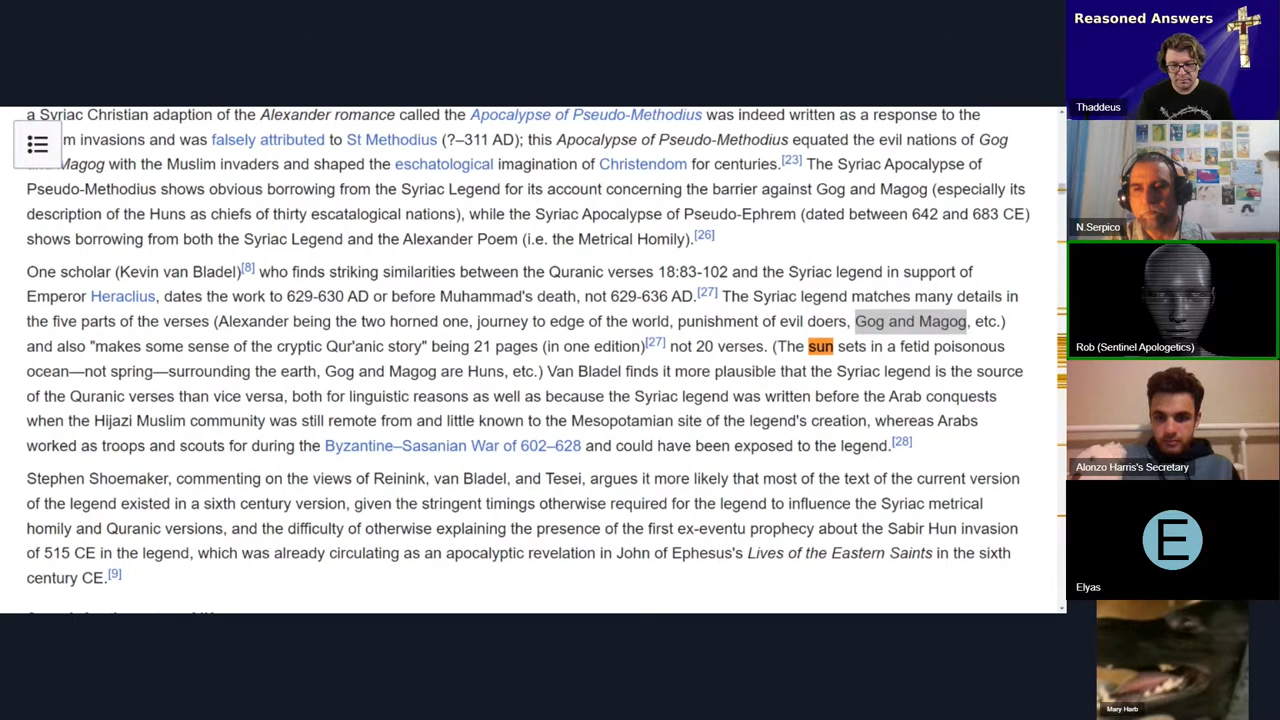 a Syriac Christian adaption of the Alexander romance called the Apocalypse of Pseudo-Methodius was indeed written as a response to the
m invasions and was falsely attributed to St Methodius (?–311 AD); this Apocalypse of Pseudo-Methodius equated the evil nations of Gog
Magog with the Muslim invaders and shaped the eschatological imagination of Christendom for centuries.[23] The Syriac Apocalypse of
Pseudo-Methodius shows obvious borrowing from the Syriac Legend for its account concerning the barrier against Gog and Magog (especially its
description of the Huns as chiefs of thirty escatalogical nations), while the Syriac Apocalypse of Pseudo-Ephrem (dated between 642 and 683 CE)
shows borrowing from both the Syriac Legend and the Alexander Poem (i.e. the Metrical Homily).[26]
One scholar (Kevin van Bladel)[8] who finds striking similarities between the Quranic verses 18:83-102 and the Syriac legend in support of
Emperor Heraclius, dates the work to 629-630 AD or before Muhammad's death, not 629-636 AD.[27] The Syriac legend matches many details in
the five parts of the verses (Alexander being the two horned one, journey to edge of the world, punishment of evil doers, Gog and Magog, etc.)
and also "makes some sense of the cryptic Qur'anic story" being 21 pages (in one edition)[27] not 20 verses. (The sun sets in a fetid poisonous
ocean—not spring—surrounding the earth, Gog and Magog are Huns, etc.) Van Bladel finds it more plausible that the Syriac legend is the source
of the Quranic verses than vice versa, both for linguistic reasons as well as because the Syriac legend was written before the Arab conquests
when the Hijazi Muslim community was still remote from and little known to the Mesopotamian site of the legend's creation, whereas Arabs
worked as troops and scouts for during the Byzantine–Sasanian War of 602–628 and could have been exposed to the legend.[28]
Stephen Shoemaker, commenting on the views of Reinink, van Bladel, and Tesei, argues it more likely that most of the text of the current version
of the legend existed in a sixth century version, given the stringent timings otherwise required for the legend to influence the Syriac metrical
homily and Quranic versions, and the difficulty of otherwise explaining the presence of the first ex-eventu prophecy about the Sabir Hun invasion
of 515 CE in the legend, which was already circulating as an apocalyptic revelation in John of Ephesus's Lives of the Eastern Saints in the sixth
century CE.[9]
Reasoned Answers
Thaddeus
N.Serpico
Rob (Sentinel Apologetics)
Alonzo Harris's Secretary
E
Elyas
Mary Harb